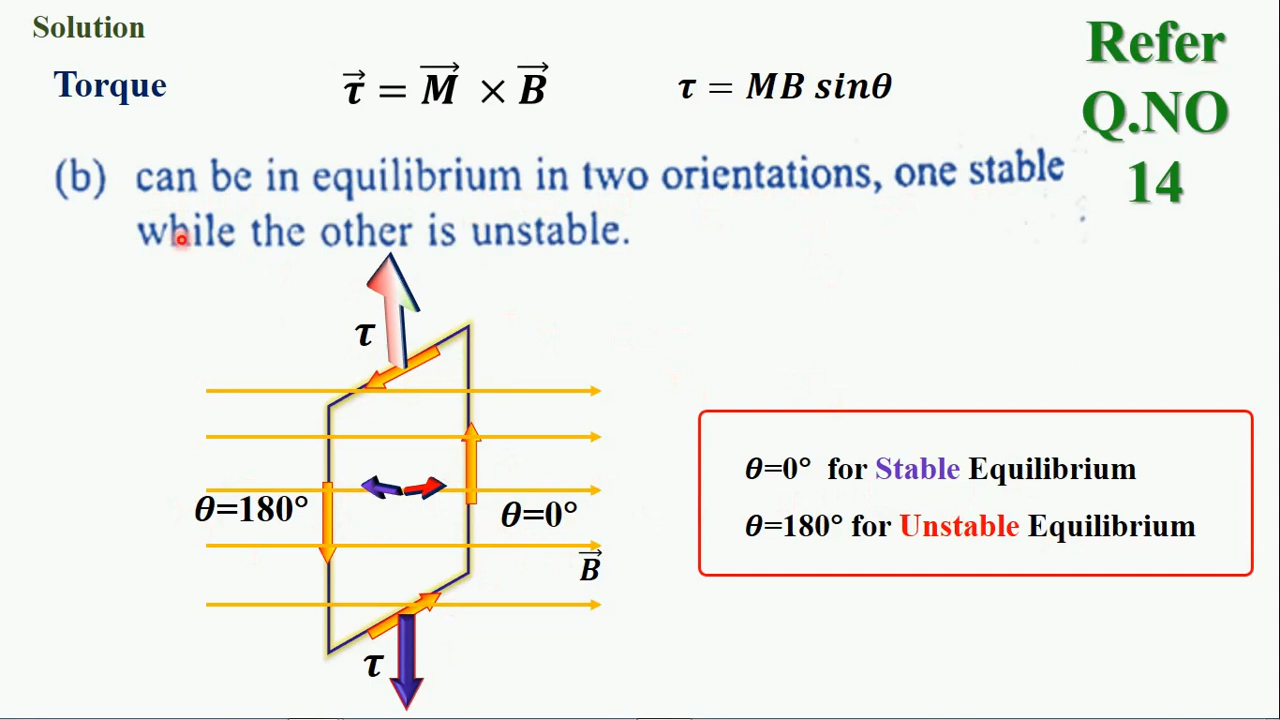 Solution
Refer
Q.NO
14
Torque
τ⃗ = M⃗ × B⃗
τ = MB sinθ
(b) can be in equilibrium in two orientations, one stable
while the other is unstable.
τ
θ=180°
θ=0°
B⃗
τ
θ=0° for Stable Equilibrium
θ=180° for Unstable Equilibrium